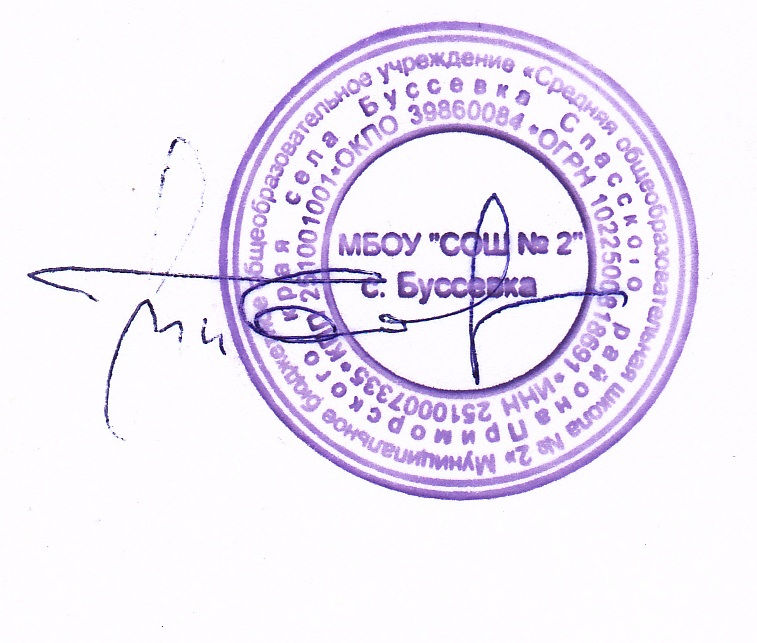 Муниципальное бюджетное общеобразовательное учреждение «Средняя общеобразовательная школа № 2»
села Буссевка Спасского района Приморского края
*ОКПО 39860084*ОГРН *ИНН 2510007335*КПП
МБОУ "СОШ № 2"
с. Буссевка